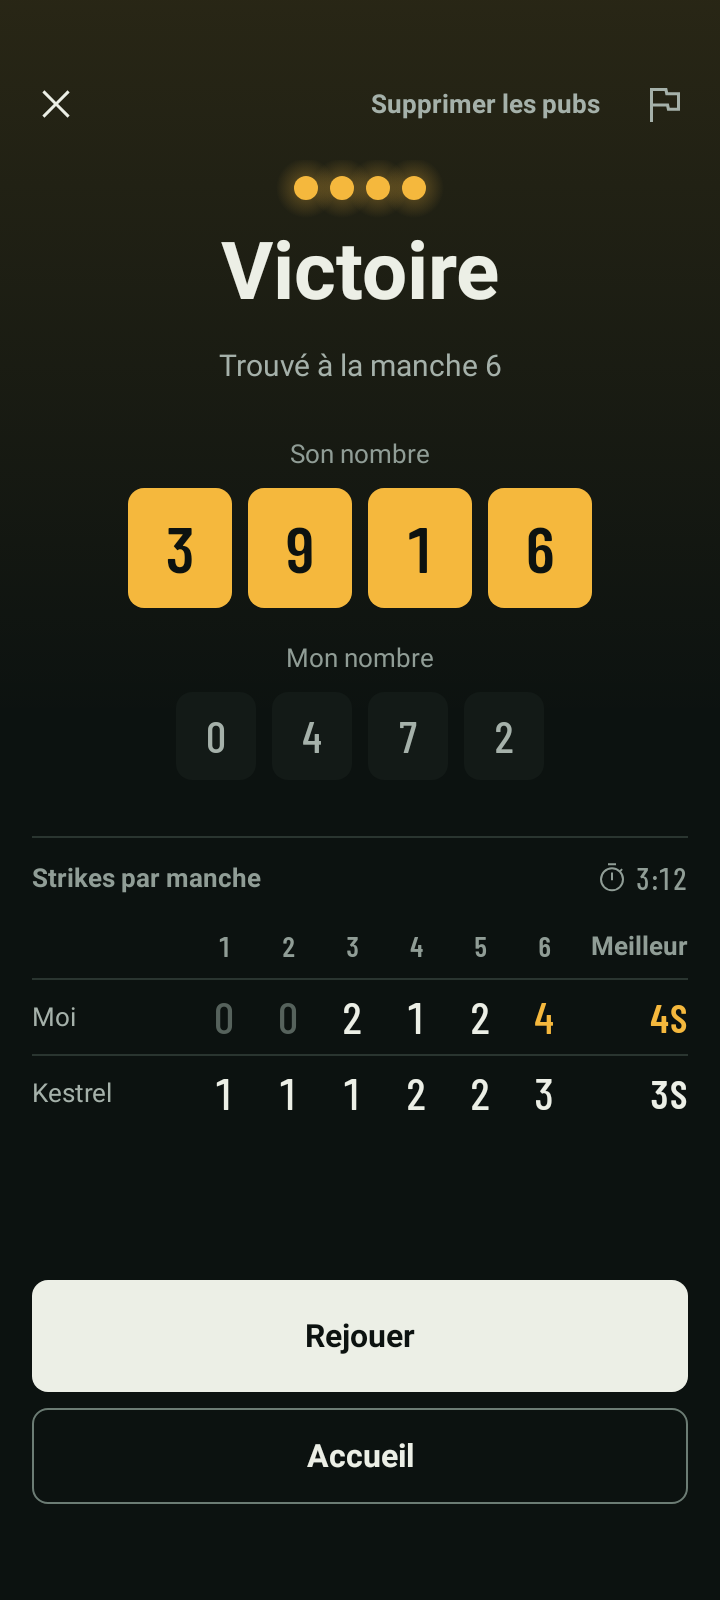 Supprimer les pubs
Victoire
Trouvé à la manche 6
Son nombre
3 9 1 6
Mon nombre
0 4 7 2
Strikes par manche 3:12
1 2 3 4 5 6 Meilleur
Moi 0 0 2 1 2 4 4S
Kestrel 1 1 1 2 2 3 3S
Rejouer
Accueil